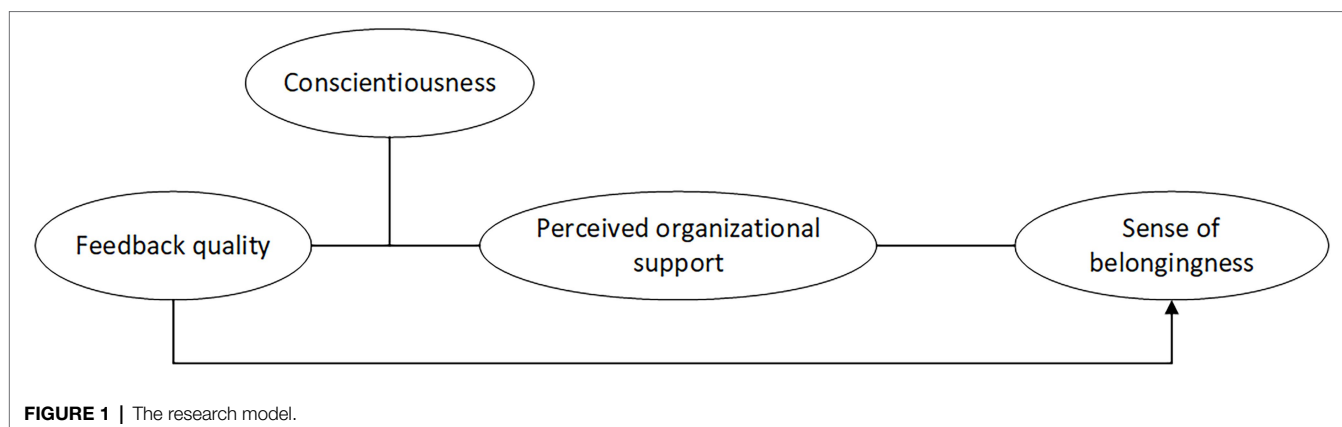 Conscientiousness
Feedback quality
Perceived organizational
support
Sense of
belongingness
FIGURE 1 | The research model.